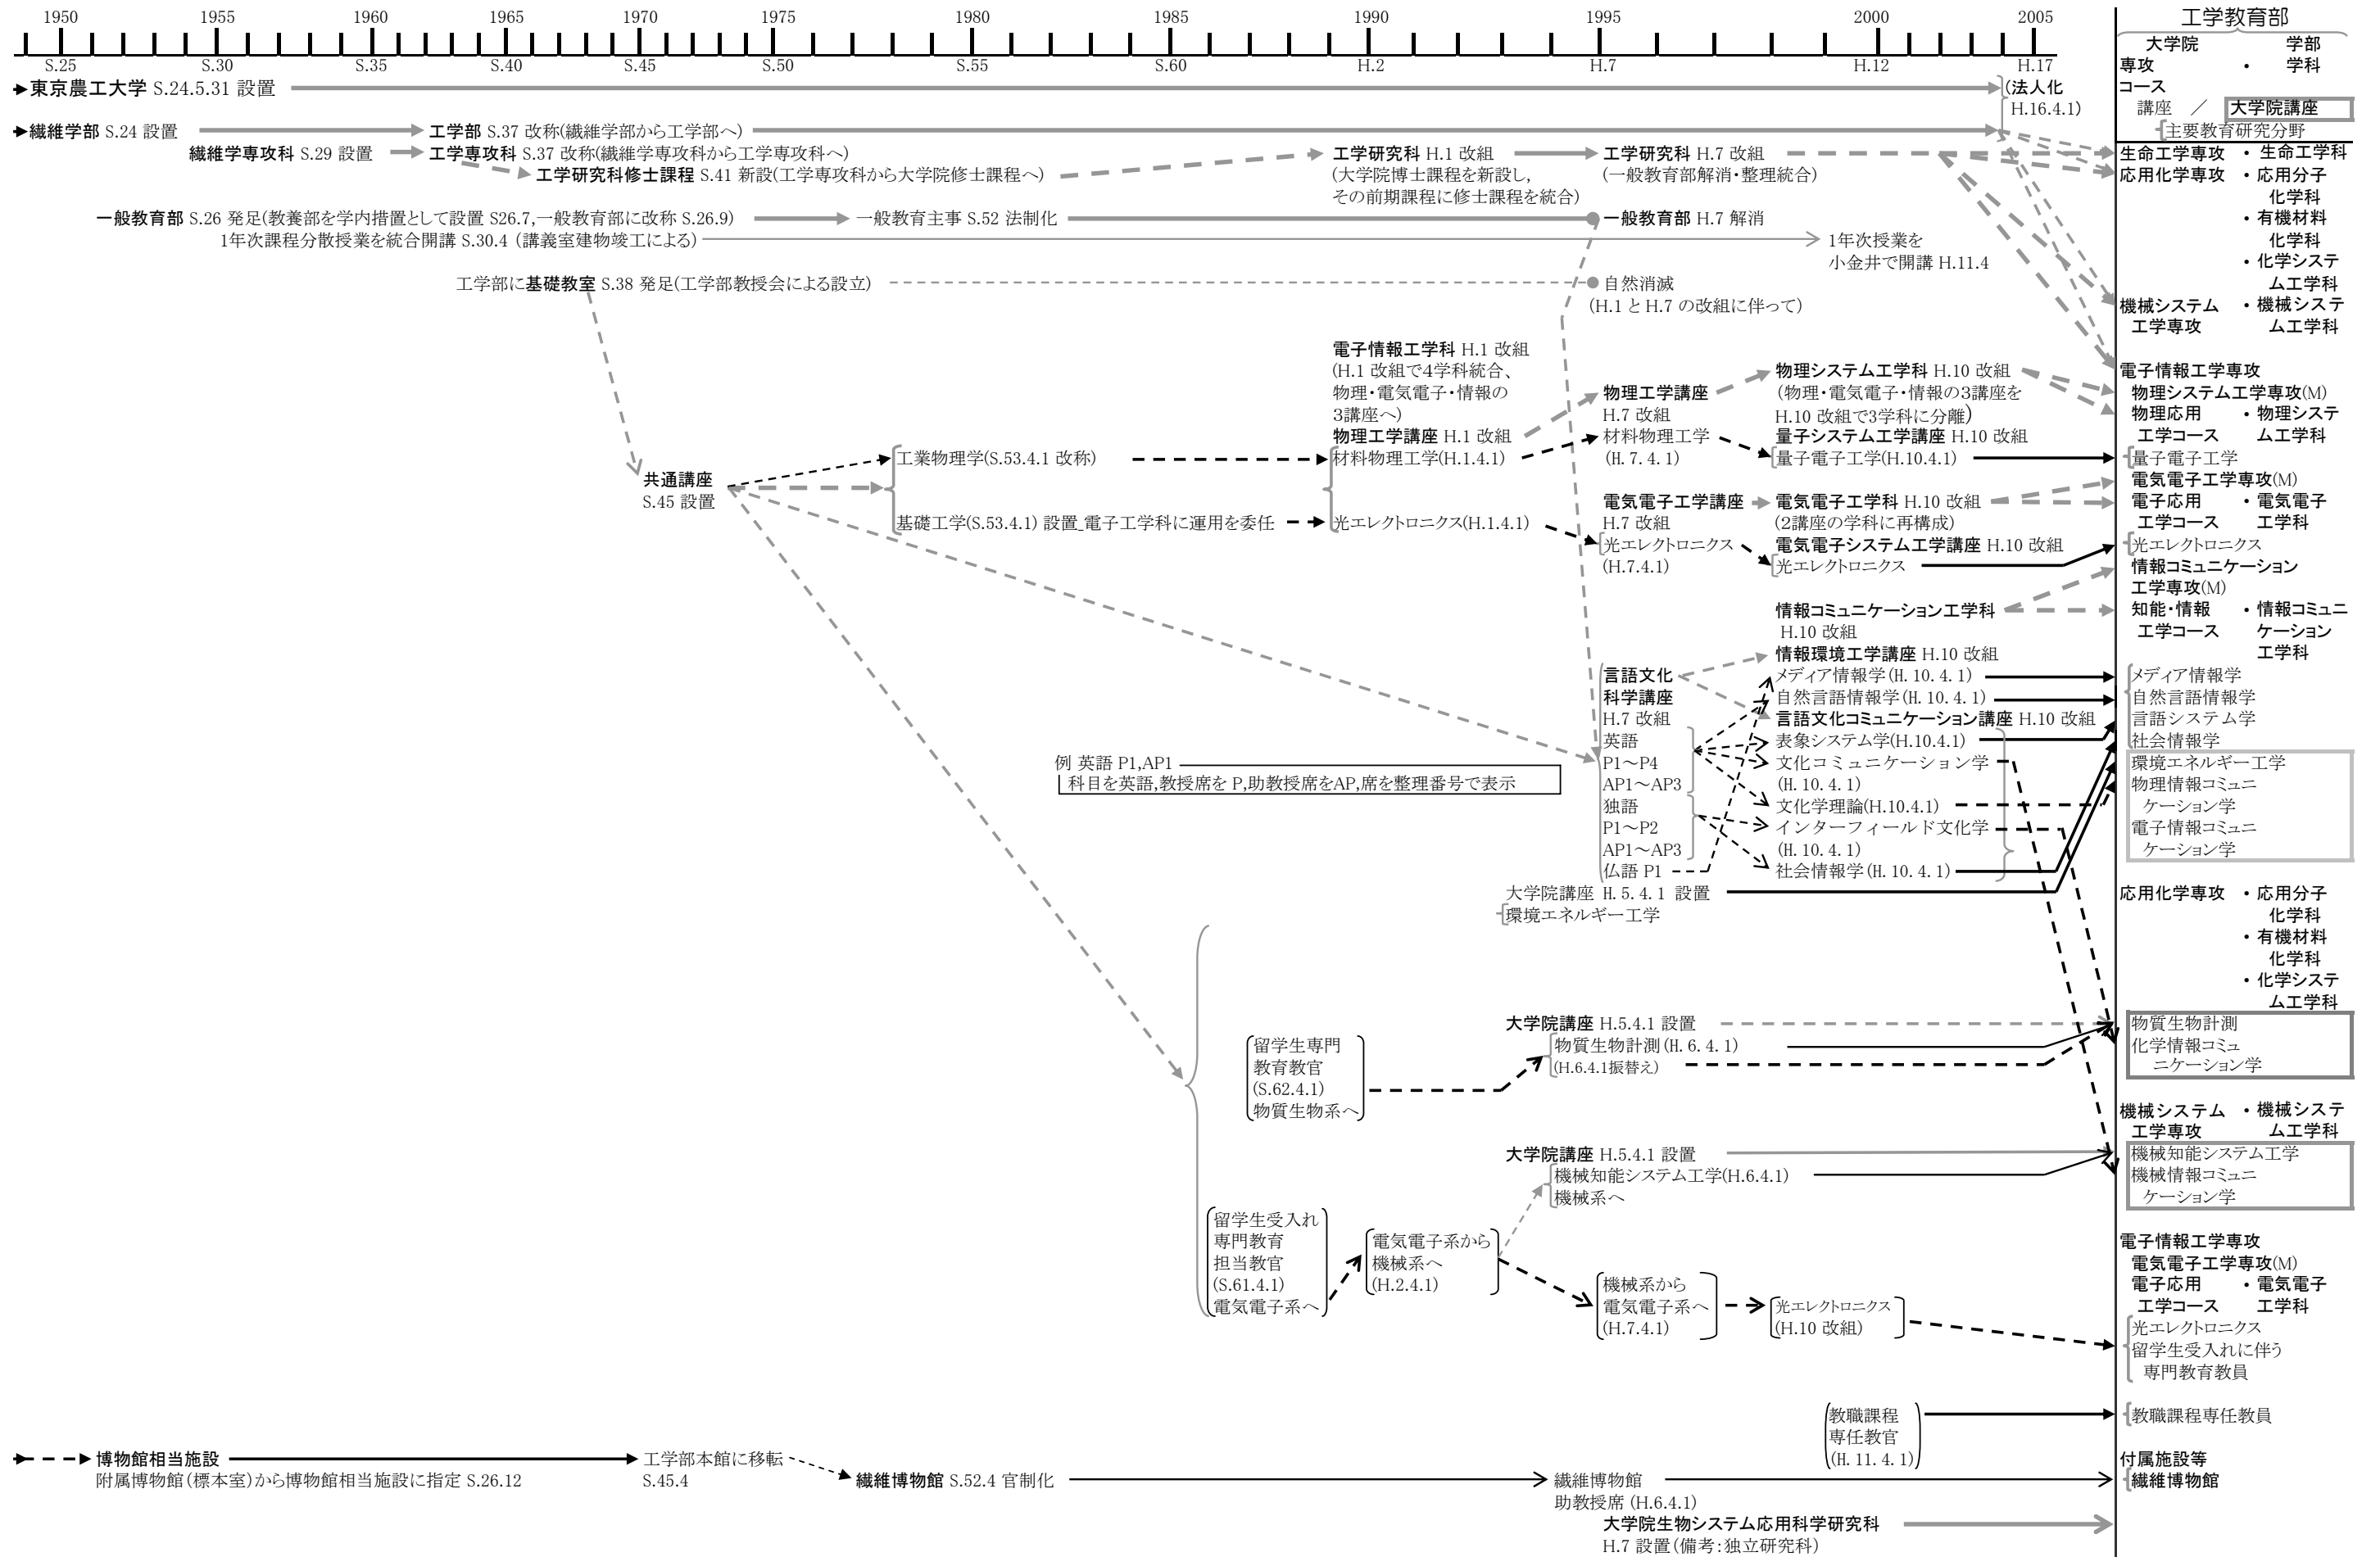 1950 1955 1960 1965 1970 1975 1980 1985 1990 1995 2000 2005
S.25 S.30 S.35 S.40 S.45 S.50 S.55 S.60 H.2 H.7 H.12 H.17
工学教育部
大学院 学部
専攻 ・ 学科
コース
講座 / 大学院講座
主要教育研究分野
東京農工大学 S.24.5.31 設置
(法人化
H.16.4.1)
繊維学部 S.24 設置
工学部 S.37 改称(繊維学部から工学部へ)
繊維学専攻科 S.29 設置
工学専攻科 S.37 改称(繊維学専攻科から工学専攻科へ)
工学研究科修士課程 S.41 新設(工学専攻科から大学院修士課程へ)
工学研究科 H.1 改組
(大学院博士課程を新設し,
その前期課程に修士課程を統合)
工学研究科 H.7 改組
(一般教育部解消・整理統合)
一般教育部 S.26 発足(教養部を学内措置として設置 S26.7,一般教育部に改称 S.26.9)
一般教育主事 S.52 法制化
一般教育部 H.7 解消
1年次課程分散授業を統合開講 S.30.4 (講義室建物竣工による)
1年次授業を
小金井で開講 H.11.4
工学部に基礎教室 S.38 発足(工学部教授会による設立)
自然消滅
(H.1 とH.7 の改組に伴って)
共通講座
S.45 設置
工業物理学(S.53.4.1 改称)
基礎工学(S.53.4.1) 設置_電子工学科に運用を委任
電子情報工学科 H.1 改組
(H.1 改組で4学科統合、
物理・電気電子・情報の
3講座へ)
物理工学講座 H.1 改組
材料物理工学(H.1.4.1)
光エレクトロニクス(H.1.4.1)
物理工学講座
H.7 改組
材料物理工学
(H.7.4.1)
電気電子工学講座
H.7 改組
光エレクトロニクス
(H.7.4.1)
物理システム工学科 H.10 改組
(物理・電気電子・情報の3講座を
H.10 改組で3学科に分離)
量子システム工学講座 H.10 改組
量子電子工学(H.10.4.1)
電気電子工学科 H.10 改組
(2講座の学科に再構成)
電気電子システム工学講座 H.10 改組
光エレクトロニクス
情報コミュニケーション工学科
H.10 改組
情報環境工学講座 H.10 改組
メディア情報学(H.10.4.1)
自然言語情報学(H.10.4.1)
言語文化コミュニケーション講座 H.10 改組
表象システム学(H.10.4.1)
文化コミュニケーション学
(H.10.4.1)
文化学理論(H.10.4.1)
インターフィールド文化学
(H.10.4.1)
社会情報学(H.10.4.1)
言語文化
科学講座
H.7 改組
英語
P1~P4
AP1~AP3
独語
P1~P2
AP1~AP3
仏語 P1
例 英語 P1,AP1
科目を英語,教授席を P,助教授席をAP,席を整理番号で表示
大学院講座 H.5.4.1 設置
環境エネルギー工学
留学生専門
教育教官
(S.62.4.1)
物質生物系へ
大学院講座 H.5.4.1 設置
物質生物計測(H.6.4.1)
(H.6.4.1振替え)
大学院講座 H.5.4.1 設置
機械知能システム工学(H.6.4.1)
機械系へ
留学生受入れ
専門教育
担当教官
(S.61.4.1)
電気電子系へ
電気電子系から
機械系へ
(H.2.4.1)
機械系から
電気電子系へ
(H.7.4.1)
光エレクトロニクス
(H.10 改組)
教職課程
専任教官
(H.11.4.1)
博物館相当施設
附属博物館(標本室)から博物館相当施設に指定 S.26.12
工学部本館に移転
S.45.4
繊維博物館 S.52.4 官制化
繊維博物館
助教授席 (H.6.4.1)
大学院生物システム応用科学研究科
H.7 設置(備考:独立研究科)
生命工学専攻 ・ 生命工学科
応用化学専攻 ・ 応用分子
化学科
・ 有機材料
化学科
・ 化学システ
ム工学科
機械システム ・ 機械システ
工学専攻 ム工学科
電子情報工学専攻
物理システム工学専攻(M)
物理応用 ・ 物理システ
工学コース ム工学科
量子電子工学
電気電子工学専攻(M)
電子応用 ・ 電気電子
工学コース 工学科
光エレクトロニクス
情報コミュニケーション
工学専攻(M)
知能・情報 ・ 情報コミュニ
工学コース ケーション
工学科
メディア情報学
自然言語情報学
言語システム学
社会情報学
環境エネルギー工学
物理情報コミュニ
ケーション学
電子情報コミュニ
ケーション学
応用化学専攻 ・ 応用分子
化学科
・ 有機材料
化学科
・ 化学システ
ム工学科
物質生物計測
化学情報コミュ
ニケーション学
機械システム ・ 機械システ
工学専攻 ム工学科
機械知能システム工学
機械情報コミュニ
ケーション学
電子情報工学専攻
電気電子工学専攻(M)
電子応用 ・ 電気電子
工学コース 工学科
光エレクトロニクス
留学生受入れに伴う
専門教育教員
教職課程専任教員
付属施設等
繊維博物館